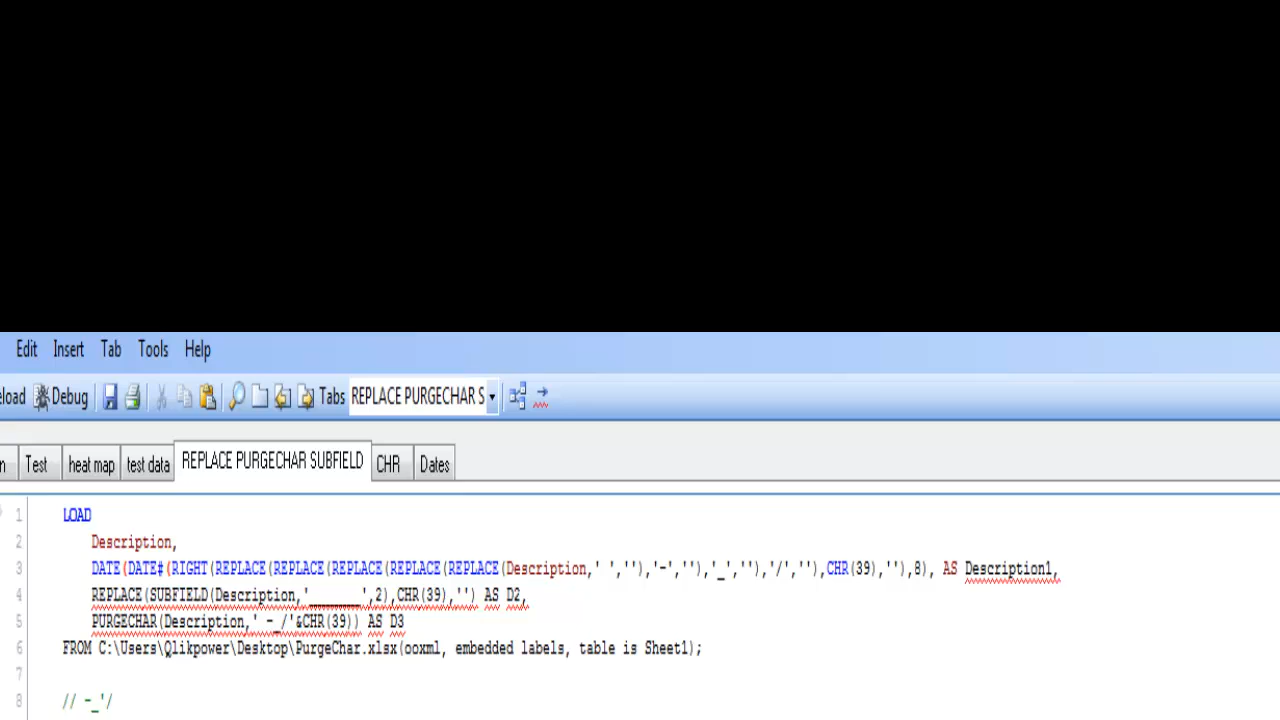 Edit Insert Tab Tools Help
eload Debug Tabs REPLACE PURGECHAR S
n Test heat map test data REPLACE PURGECHAR SUBFIELD CHR Dates
1 LOAD
2 Description,
3 DATE(DATE#(RIGHT(REPLACE(REPLACE(REPLACE(REPLACE(REPLACE(Description,' ',''),'-',''),'_',''),'/',''),CHR(39),''),8), AS Description1,
4 REPLACE(SUBFIELD(Description,'_______',2),CHR(39),'') AS D2,
5 PURGECHAR(Description,' -_/'&CHR(39)) AS D3
6 FROM C:\Users\Qlikpower\Desktop\PurgeChar.xlsx(ooxml, embedded labels, table is Sheet1);
7
8 // -_'/